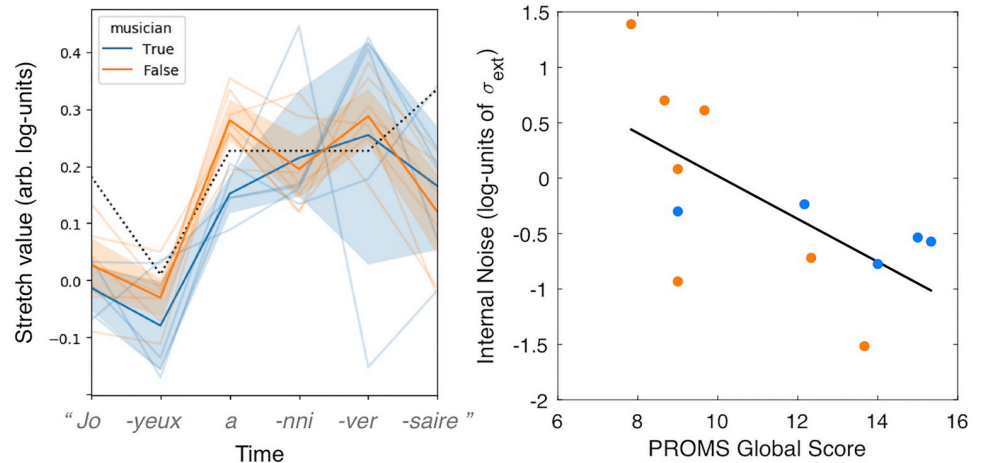 musician
True
False
0.4
0.3
0.2
0.1
0.0
−0.1
Stretch value (arb. log-units)
“ Jo -yeux a -nni -ver -saire ”
Time
1.5
1
0.5
0
-0.5
-1
-1.5
-2
Internal Noise (log-units of σext)
6 8 10 12 14 16
PROMS Global Score